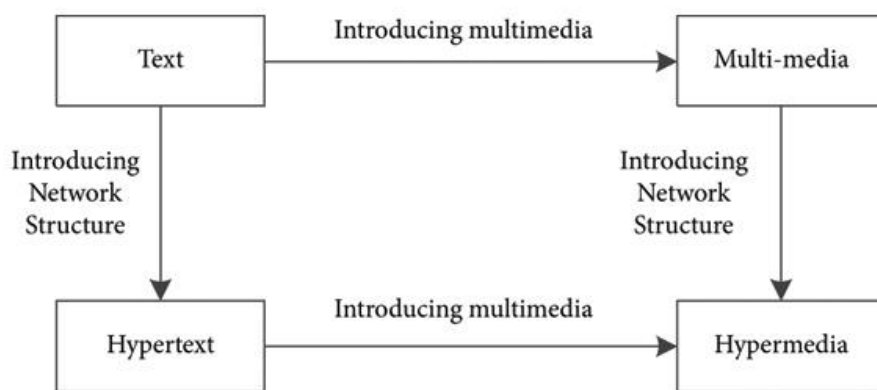 Introducing multimedia
Text
Multi-media
Introducing
Network
Structure
Introducing
Network
Structure
Introducing multimedia
Hypertext
Hypermedia